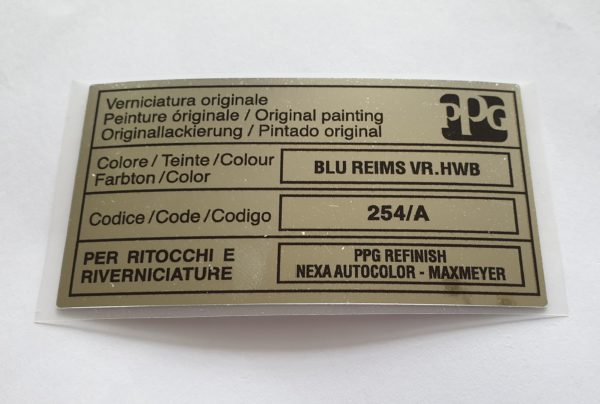 Verniciatura originale
Peinture óriginale / Original painting
Originallackierung / Pintado original
PPG
Colore / Teinte / Colour
Farbton / Color
BLU REIMS VR.HWB
Codice / Code / Codigo
254/A
PER RITOCCHI E
RIVERNICIATURE
PPG REFINISH
NEXA AUTOCOLOR - MAXMEYER